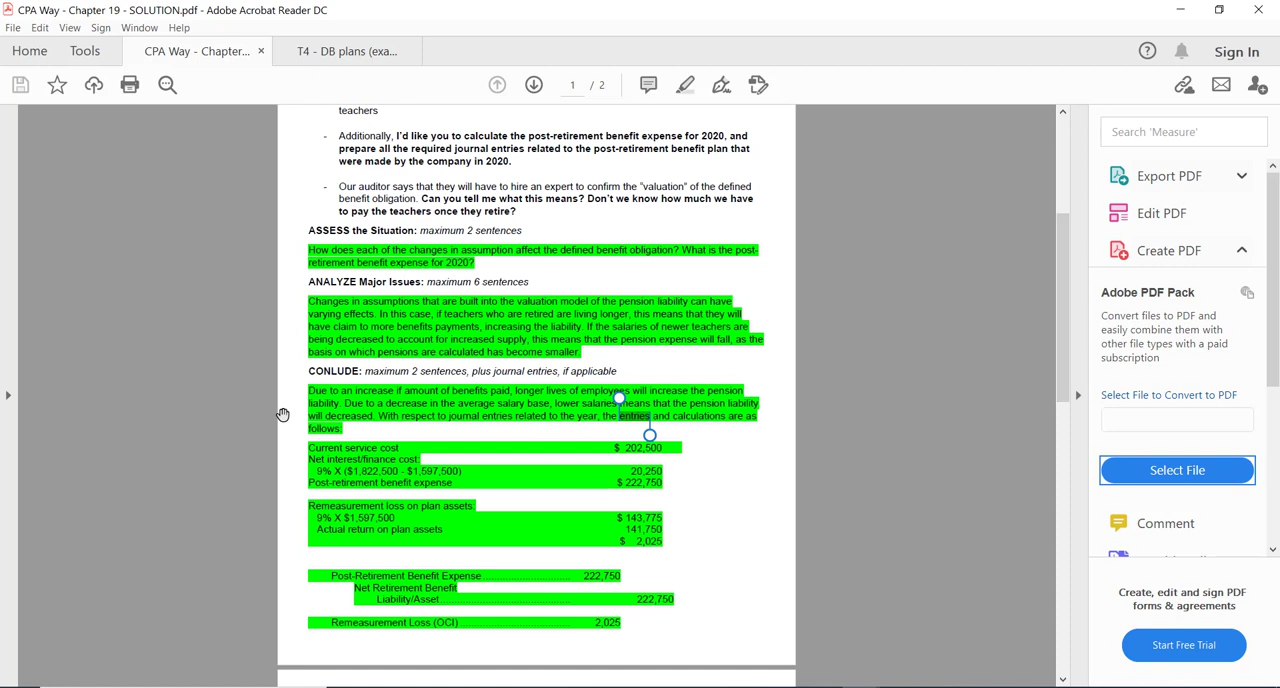 CPA Way - Chapter 19 - SOLUTION.pdf - Adobe Acrobat Reader DC
File Edit View Sign Window Help
Home Tools CPA Way - Chapter... × T4 - DB plans (exa... Sign In
1 / 2
teachers
- Additionally, I'd like you to calculate the post-retirement benefit expense for 2020, and
prepare all the required journal entries related to the post-retirement benefit plan that
were made by the company in 2020.
- Our auditor says that they will have to hire an expert to confirm the "valuation" of the defined
benefit obligation. Can you tell me what this means? Don't we know how much we have
to pay the teachers once they retire?
ASSESS the Situation: maximum 2 sentences
How does each of the changes in assumption affect the defined benefit obligation? What is the post-
retirement benefit expense for 2020?
ANALYZE Major Issues: maximum 6 sentences
Changes in assumptions that are built into the valuation model of the pension liability can have
varying effects. In this case, if teachers who are retired are living longer, this means that they will
have claim to more benefits payments, increasing the liability. If the salaries of newer teachers are
being decreased to account for increased supply, this means that the pension expense will fall, as the
basis on which pensions are calculated has become smaller.
CONLUDE: maximum 2 sentences, plus journal entries, if applicable
Due to an increase if amount of benefits paid, longer lives of employees will increase the pension
liability. Due to a decrease in the average salary base, lower salaries means that the pension liability
will decreased. With respect to journal entries related to the year, the entries and calculations are as
follows:
Current service cost $ 202,500
Net interest/finance cost:
9% X ($1,822,500 - $1,597,500) 20,250
Post-retirement benefit expense $ 222,750
Remeasurement loss on plan assets:
9% X $1,597,500 $ 143,775
Actual return on plan assets 141,750
$ 2,025
Post-Retirement Benefit Expense.............................. 222,750
Net Retirement Benefit
Liability/Asset............................................ 222,750
Remeasurement Loss (OCI)..................................... 2,025
Search 'Measure'
Export PDF
Edit PDF
Create PDF
Adobe PDF Pack
Convert files to PDF and
easily combine them with
other file types with a paid
subscription
Select File to Convert to PDF
Select File
Comment
Create, edit and sign PDF
forms & agreements
Start Free Trial